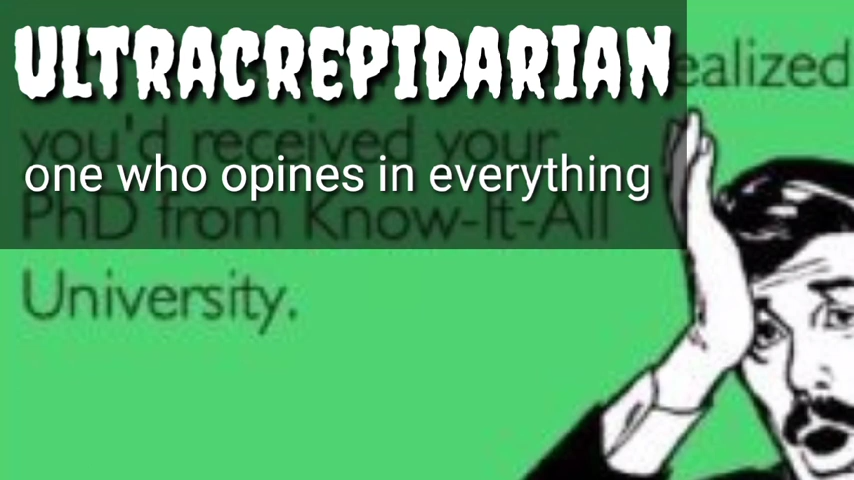 ULTRACREPIDARIAN
ealized
you'd received your
one who opines in everything
PhD from Know-It-All
University.